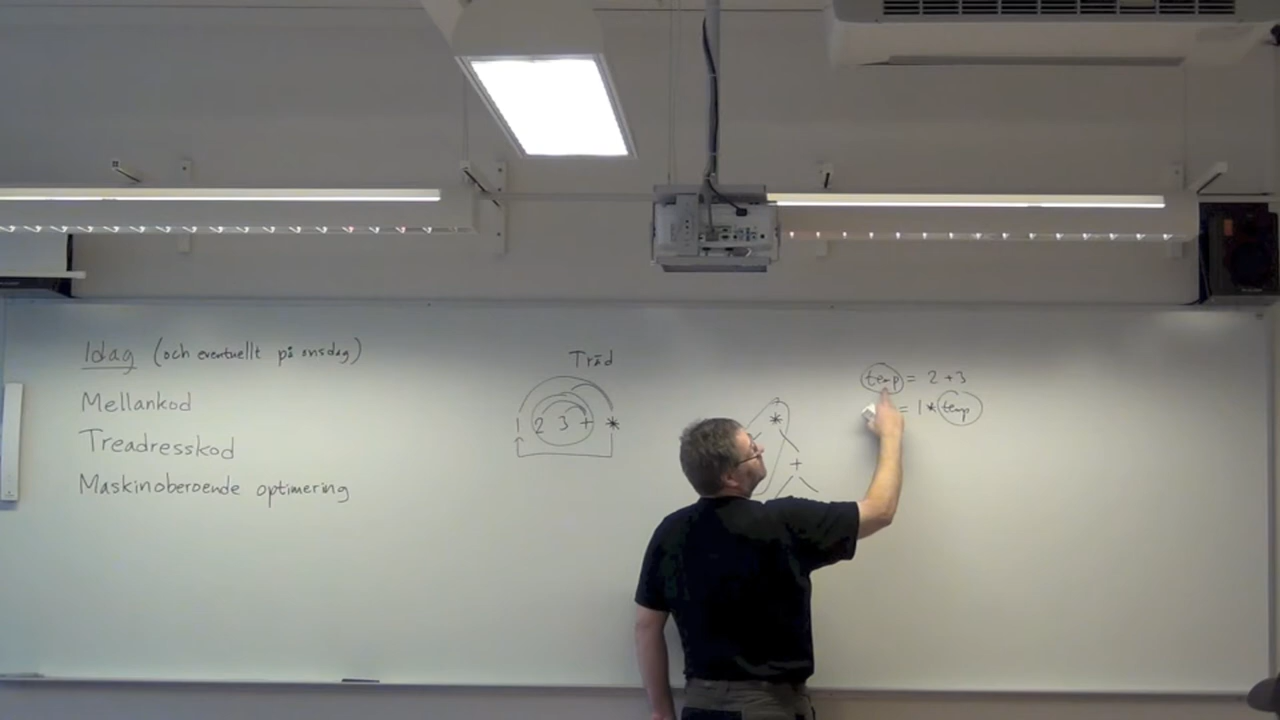 Idag (och eventuellt på onsdag)
Mellankod
Treadresskod
Maskinoberoende optimering
Träd
1 2 3 + *
*
+
temp = 2 + 3
= 1 * temp